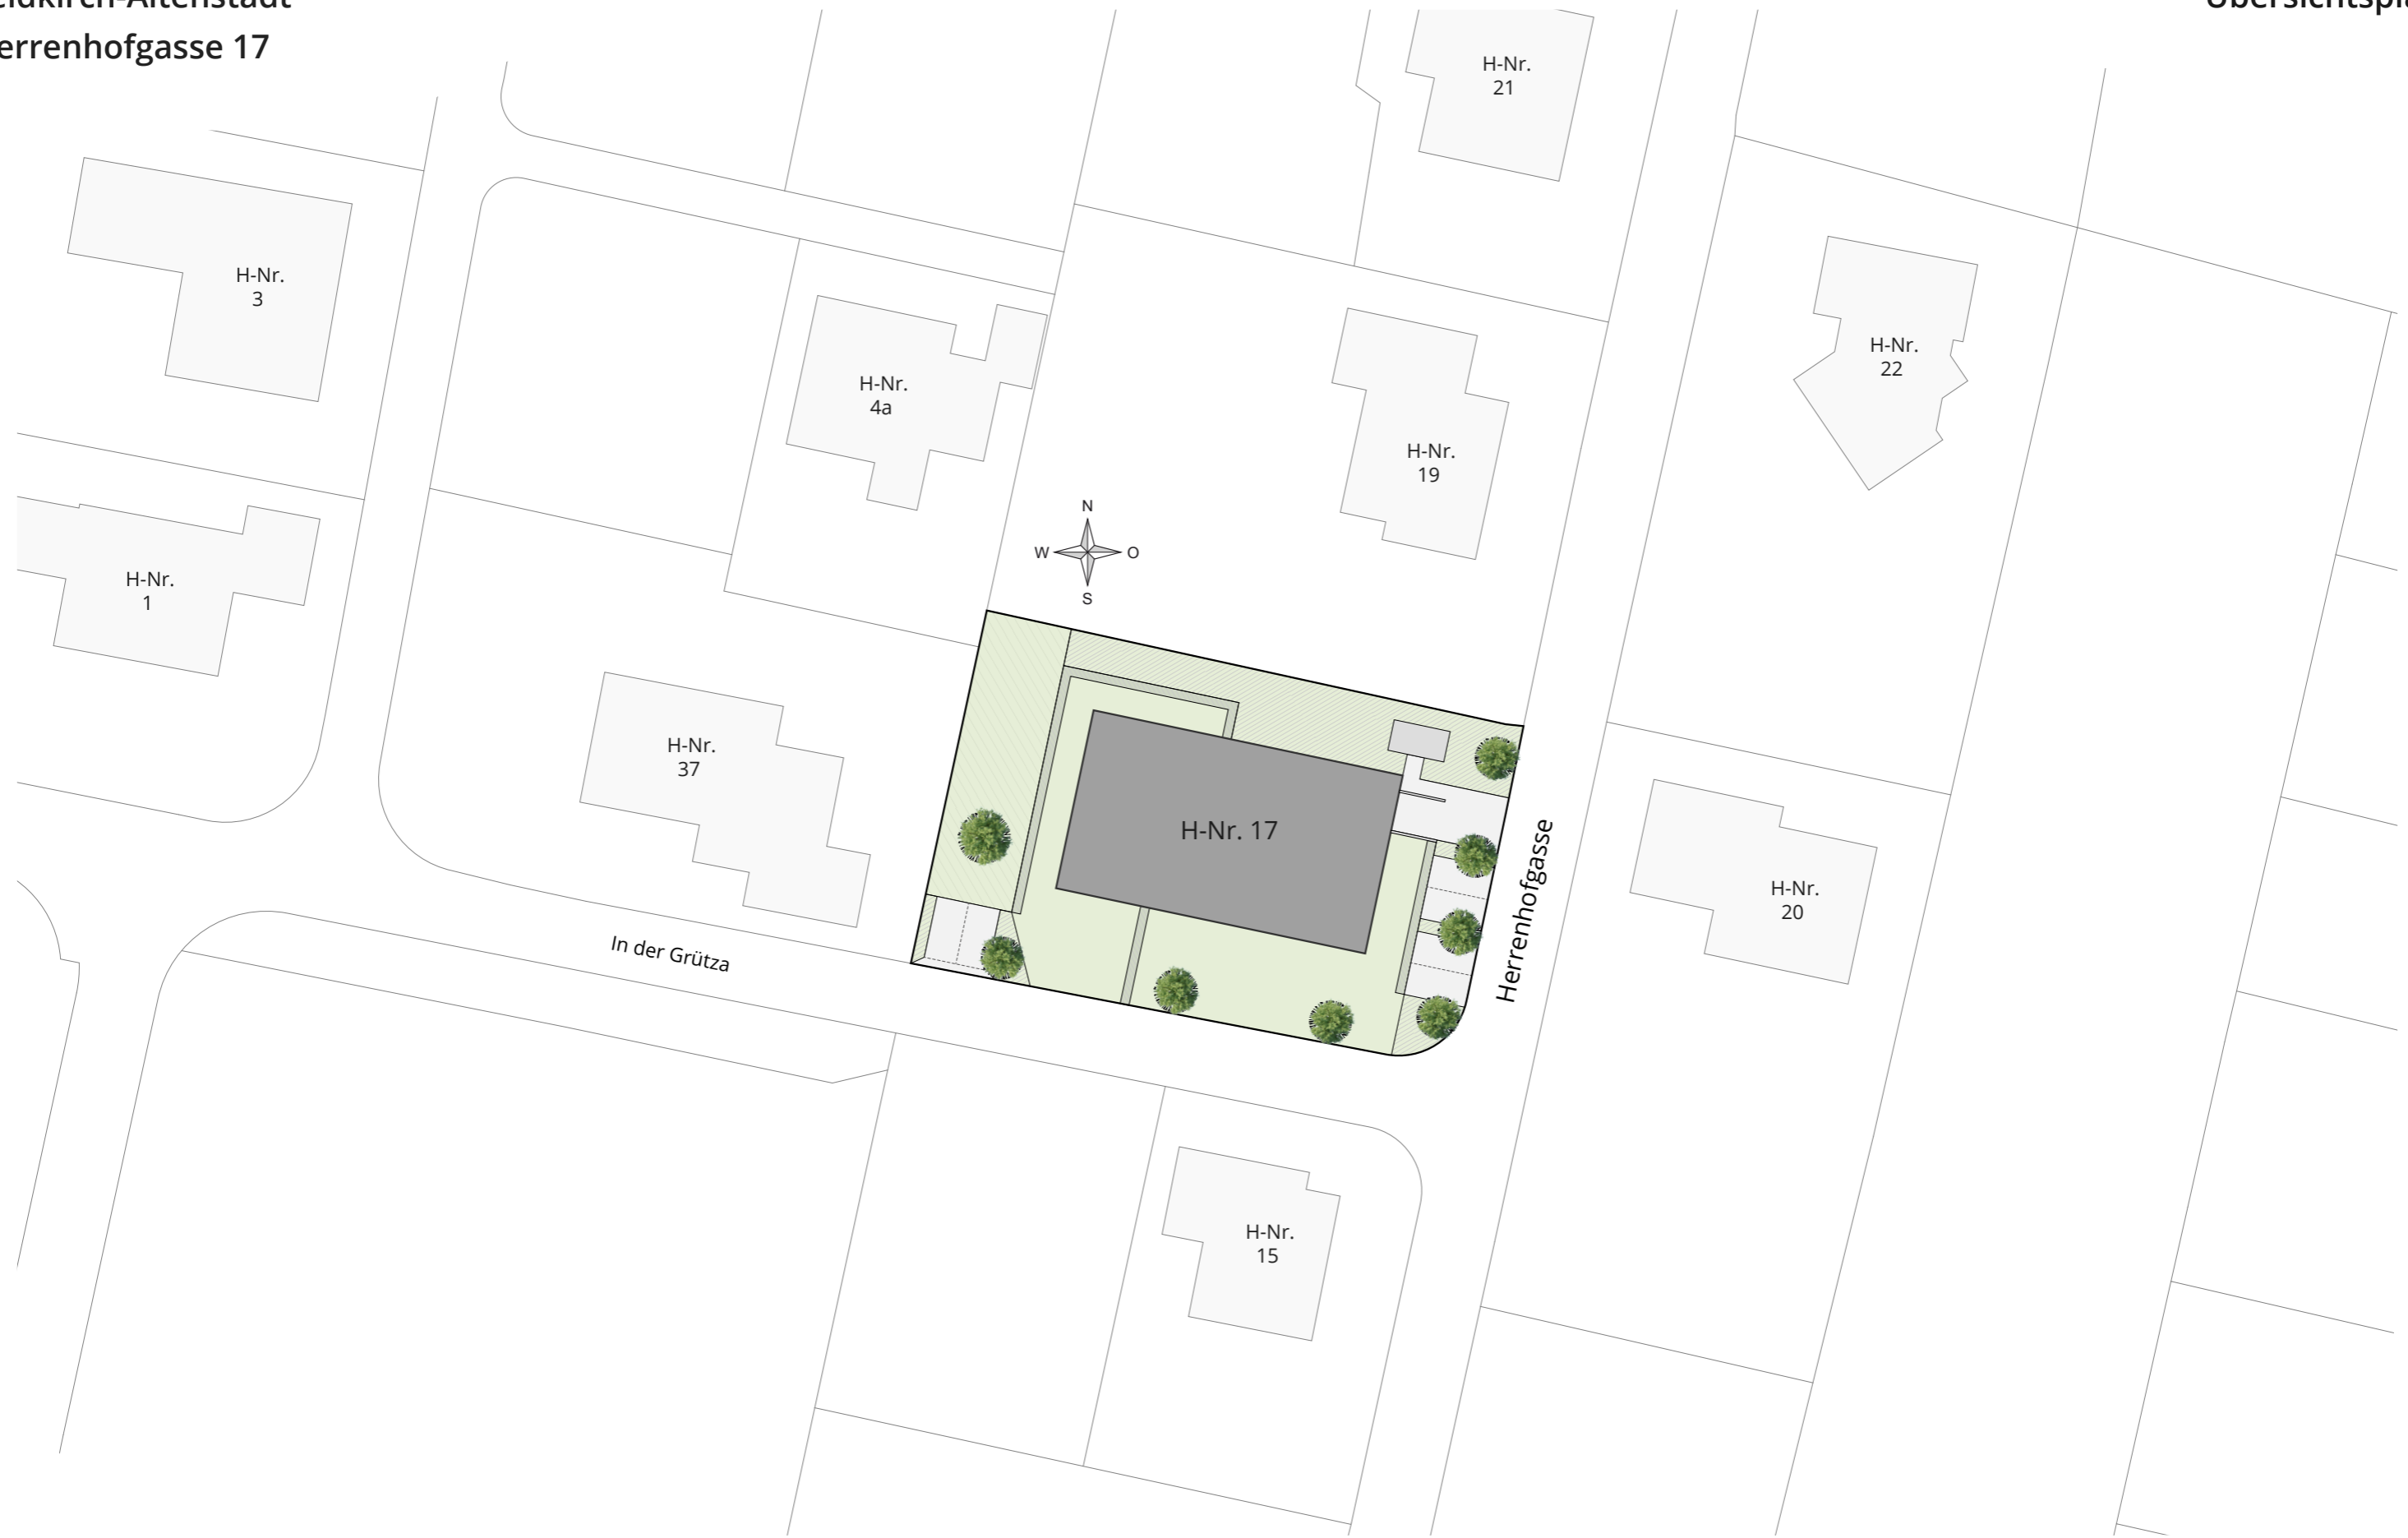 errenhofgasse 17
H-Nr.
21
H-Nr.
3
H-Nr.
22
H-Nr.
4a
H-Nr.
19
N
W O
S
H-Nr.
1
H-Nr.
37
H-Nr. 17
Herrenhofgasse
H-Nr.
20
In der Grütza
H-Nr.
15